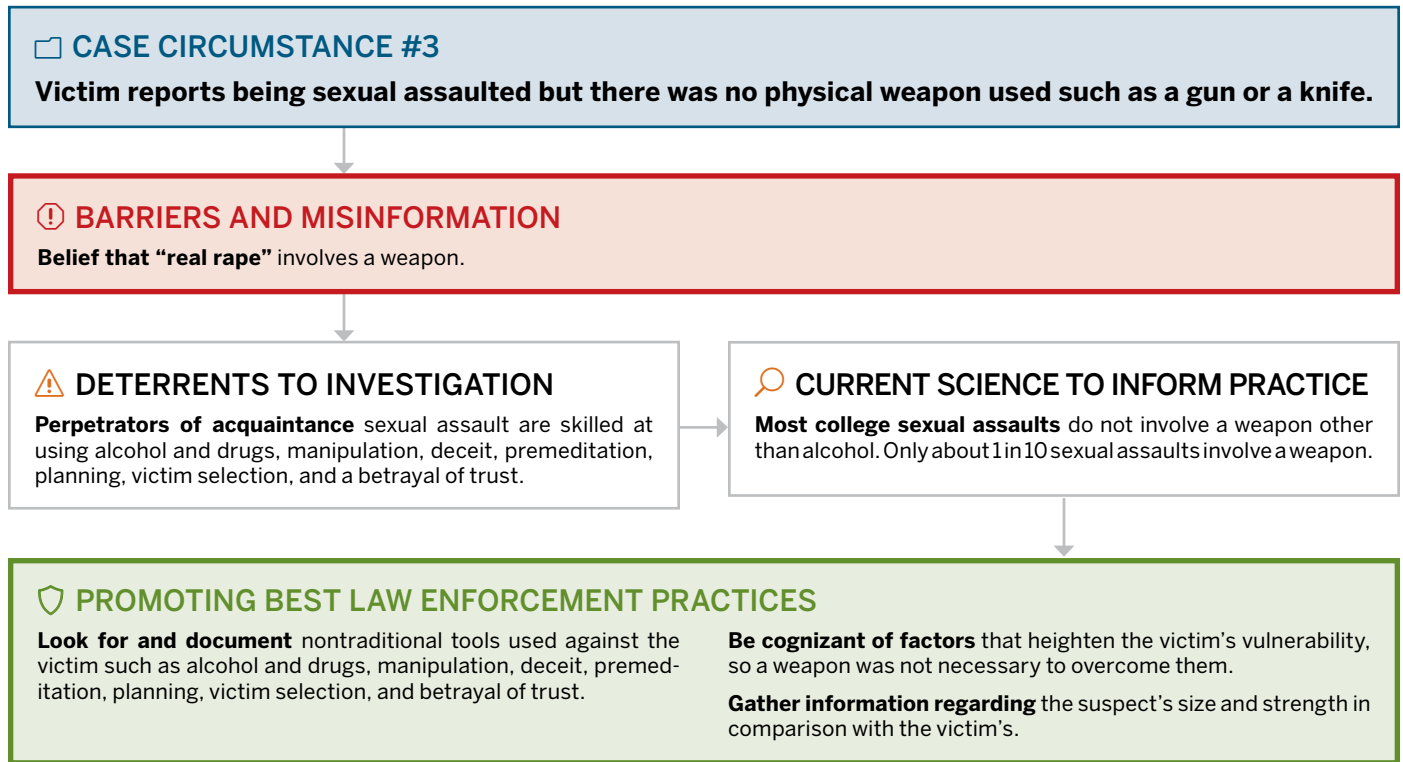 CASE CIRCUMSTANCE #3
Victim reports being sexual assaulted but there was no physical weapon used such as a gun or a knife.
BARRIERS AND MISINFORMATION
Belief that “real rape” involves a weapon.
DETERRENTS TO INVESTIGATION
Perpetrators of acquaintance sexual assault are skilled at
using alcohol and drugs, manipulation, deceit, premeditation,
planning, victim selection, and a betrayal of trust.
CURRENT SCIENCE TO INFORM PRACTICE
Most college sexual assaults do not involve a weapon other
than alcohol. Only about 1 in 10 sexual assaults involve a weapon.
PROMOTING BEST LAW ENFORCEMENT PRACTICES
Look for and document nontraditional tools used against the
victim such as alcohol and drugs, manipulation, deceit, premed-
itation, planning, victim selection, and betrayal of trust.
Be cognizant of factors that heighten the victim’s vulnerability,
so a weapon was not necessary to overcome them.
Gather information regarding the suspect’s size and strength in
comparison with the victim’s.